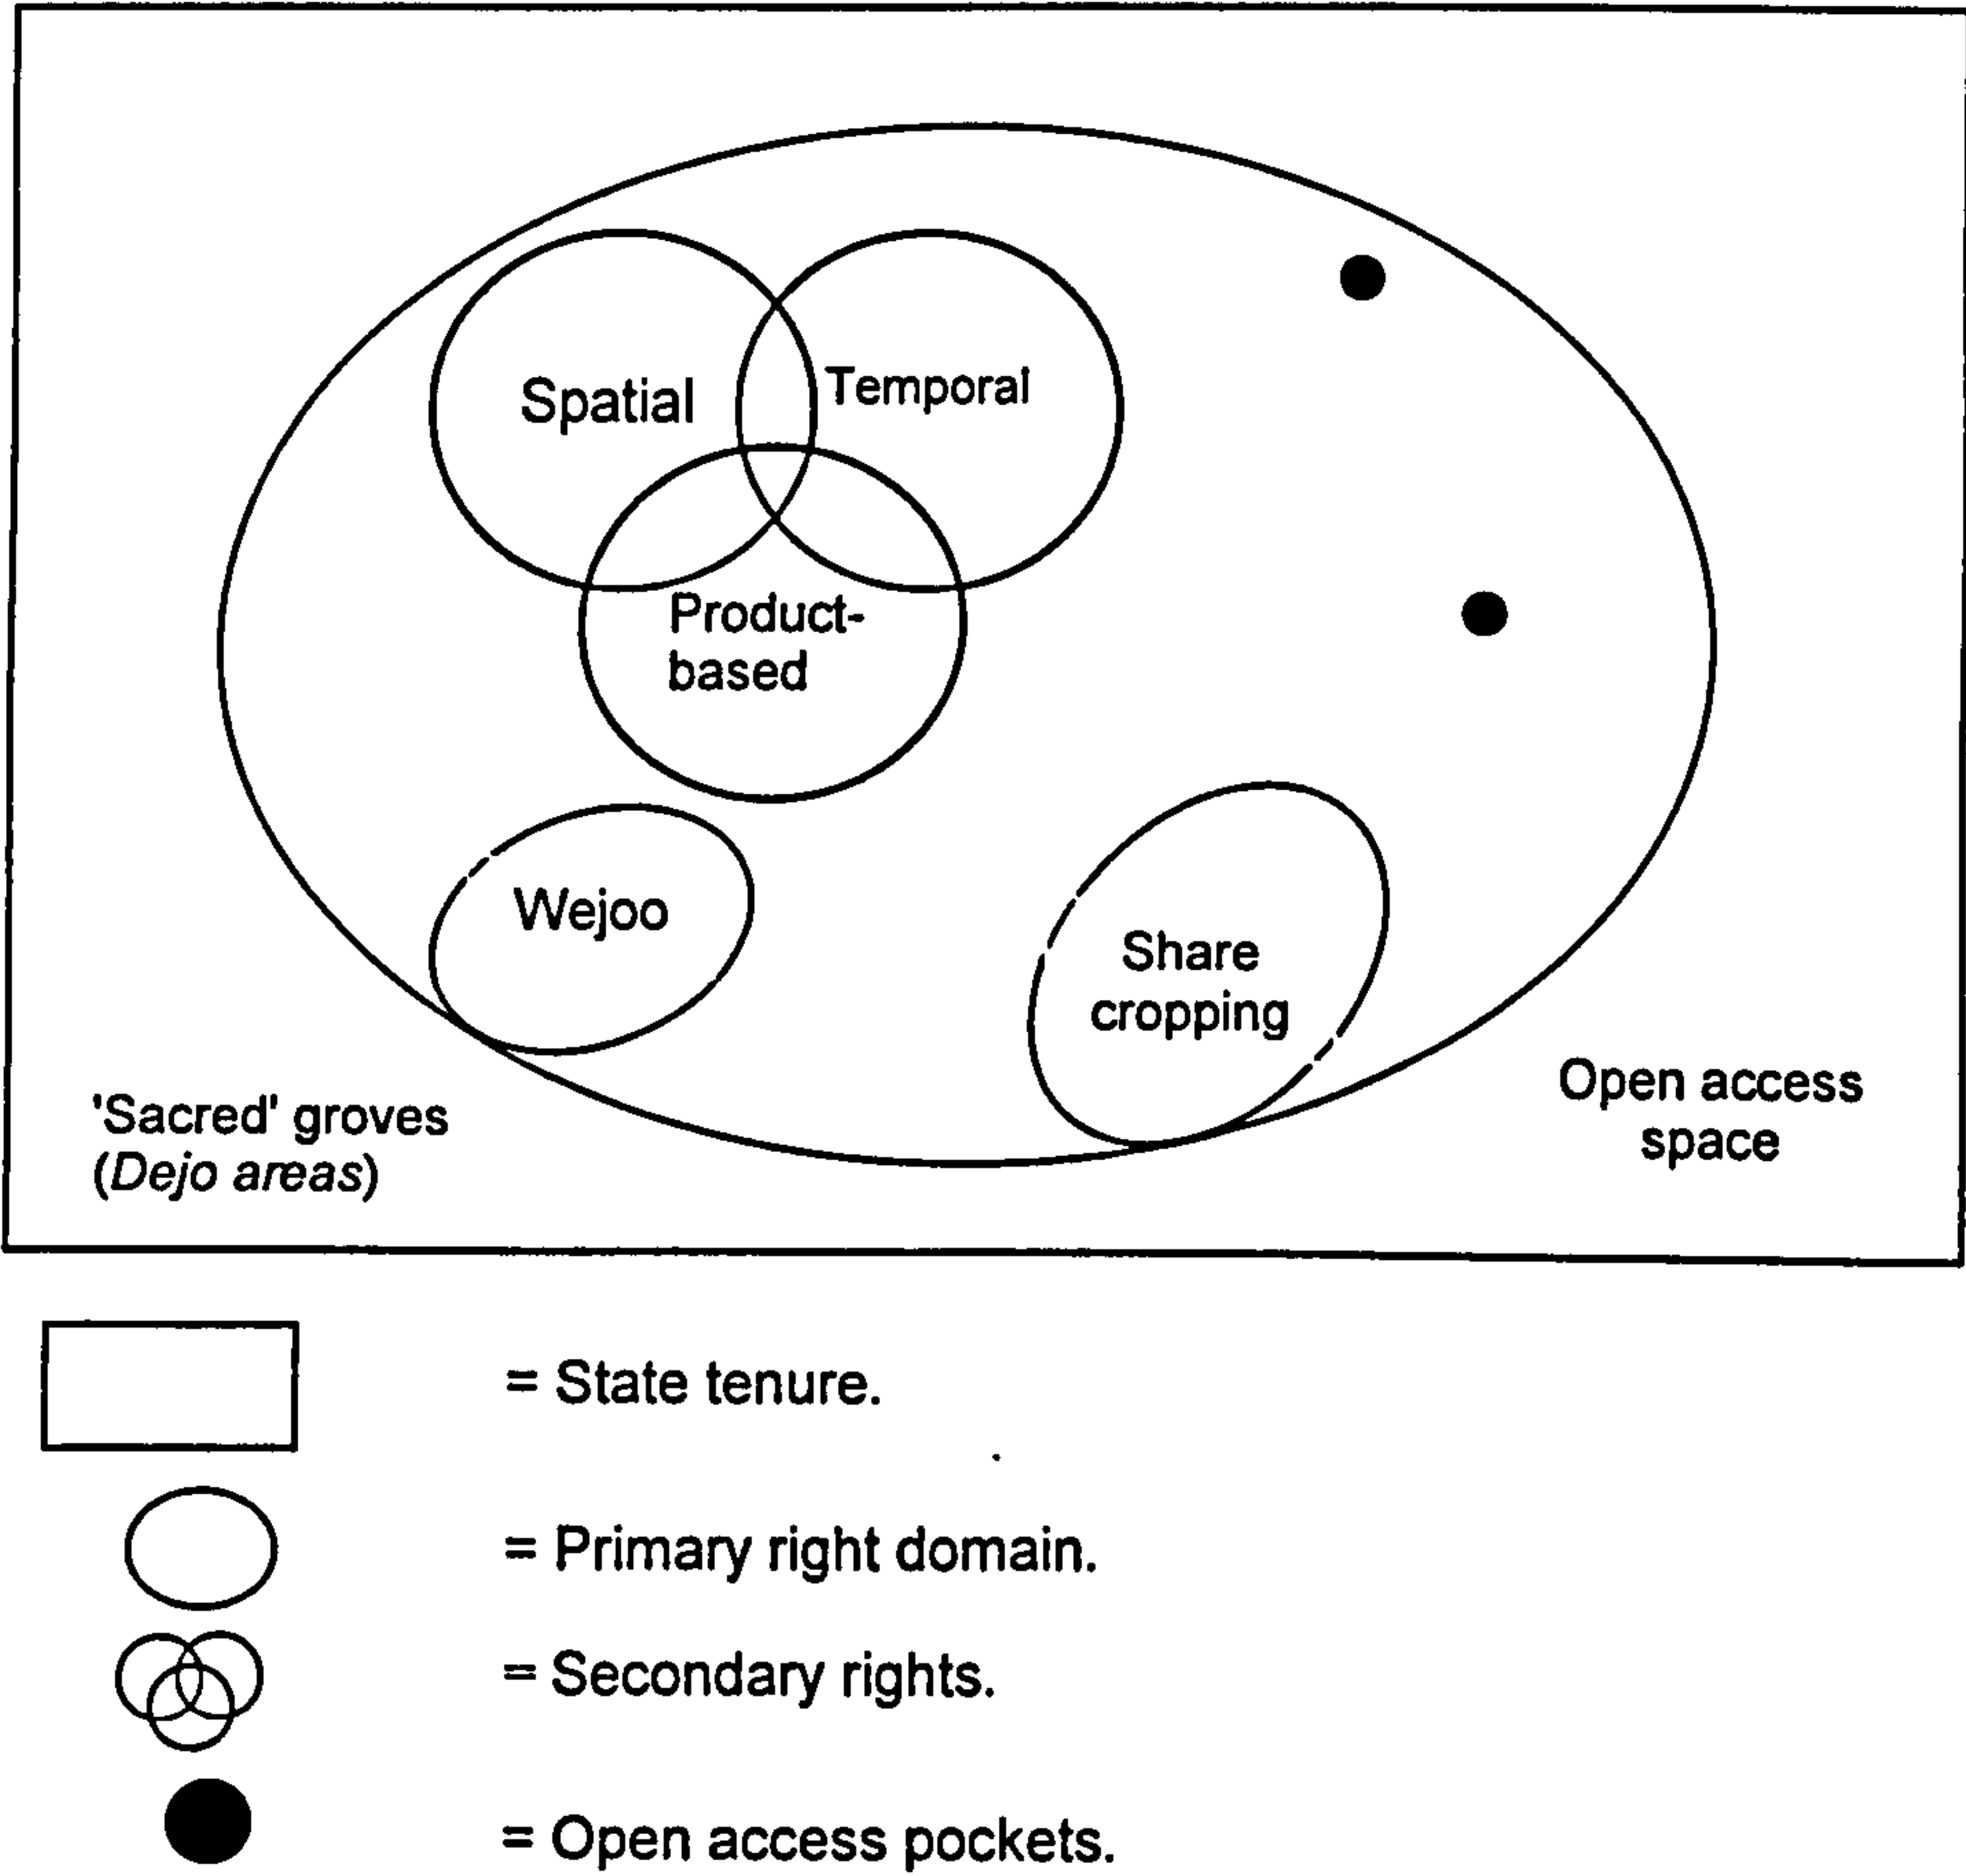 Spatial
Temporal
Product-
based
Wejoo
Share
cropping
'Sacred' groves
(Dejo areas)
Open access
space
= State tenure.
= Primary right domain.
= Secondary rights.
= Open access pockets.